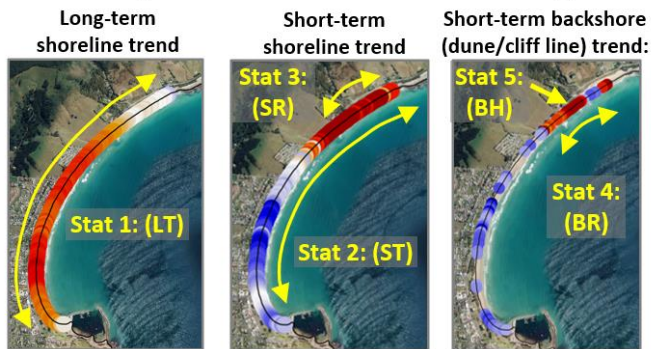 Long-term
shoreline trend
Short-term
shoreline trend
Short-term backshore
(dune/cliff line) trend:
Stat 1: (LT)
Stat 3:
(SR)
Stat 2: (ST)
Stat 5:
(BH)
Stat 4:
(BR)